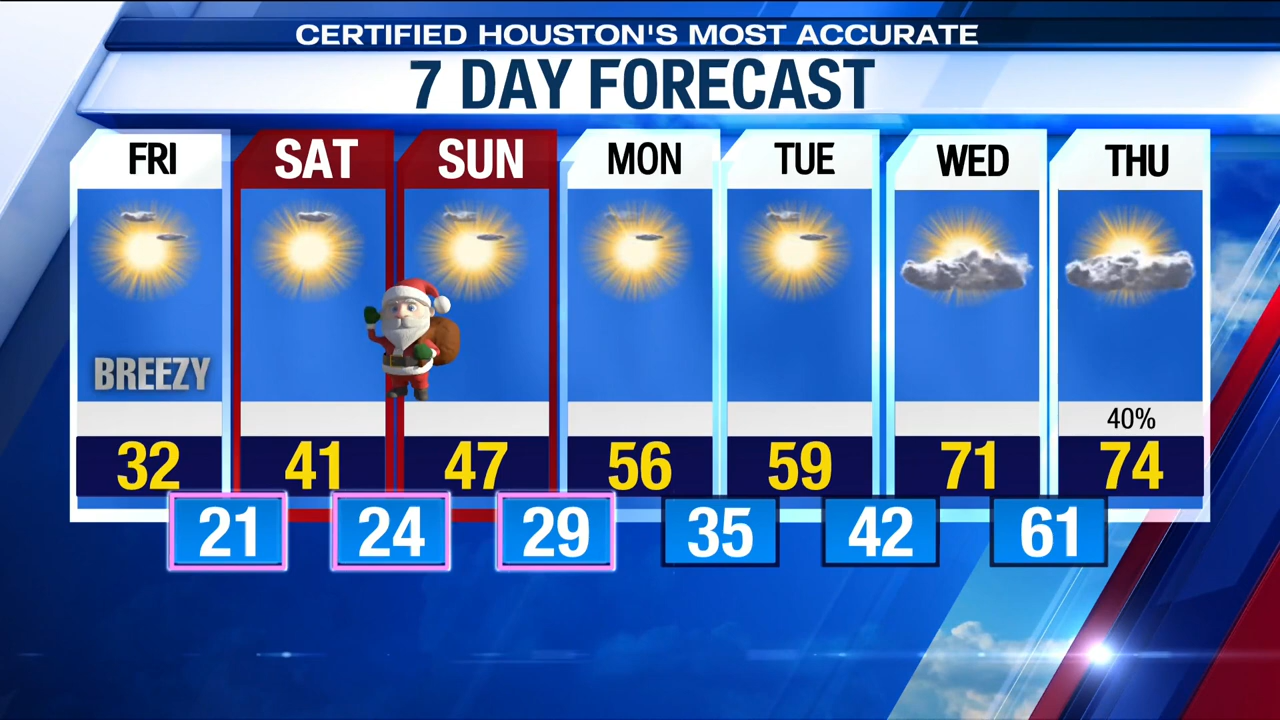 CERTIFIED HOUSTON'S MOST ACCURATE
7 DAY FORECAST
FRI SAT SUN MON TUE WED THU
BREEZY
40%
32 41 47 56 59 71 74
21 24 29 35 42 61